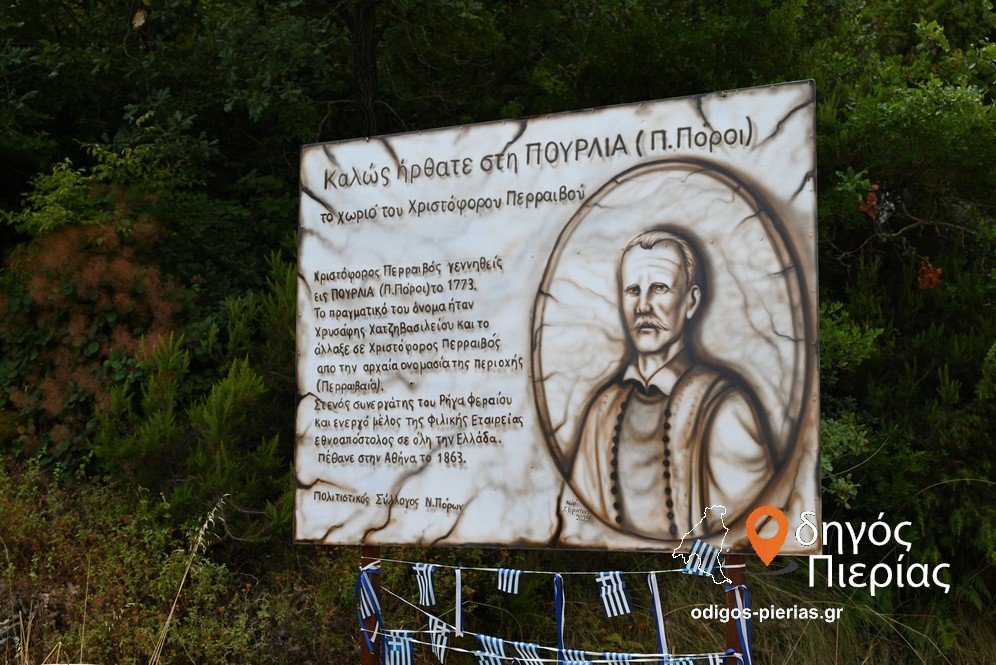 Καλώς ήρθατε στη ΠΟΥΡΛΙΑ (Π.Πόροι)
το χωριό του Χριστόφορου Περραιβού
Χριστόφορος Περραιβός γεννηθείς
εις ΠΟΥΡΛΙΑ (Π.Πόροι) το 1773.
Το πραγματικό του όνομα ήταν
Χρυσάφης Χατζηβασιλείου και το
άλλαξε σε Χριστόφορος Περραιβός
απο την αρχαία ονομασία της περιοχής
(Περραιβαία).
Στενός συνεργάτης του Ρήγα Φεραίου
και ενεργό μέλος της Φιλικής Εταιρείας
εθνοαπόστολος σε όλη την Ελλάδα.
Πέθανε στην Αθήνα το 1863.
Πολιτιστικός Σύλλογος Ν.Πόρων
οδηγός
Πιερίας
odigos-pierias.gr